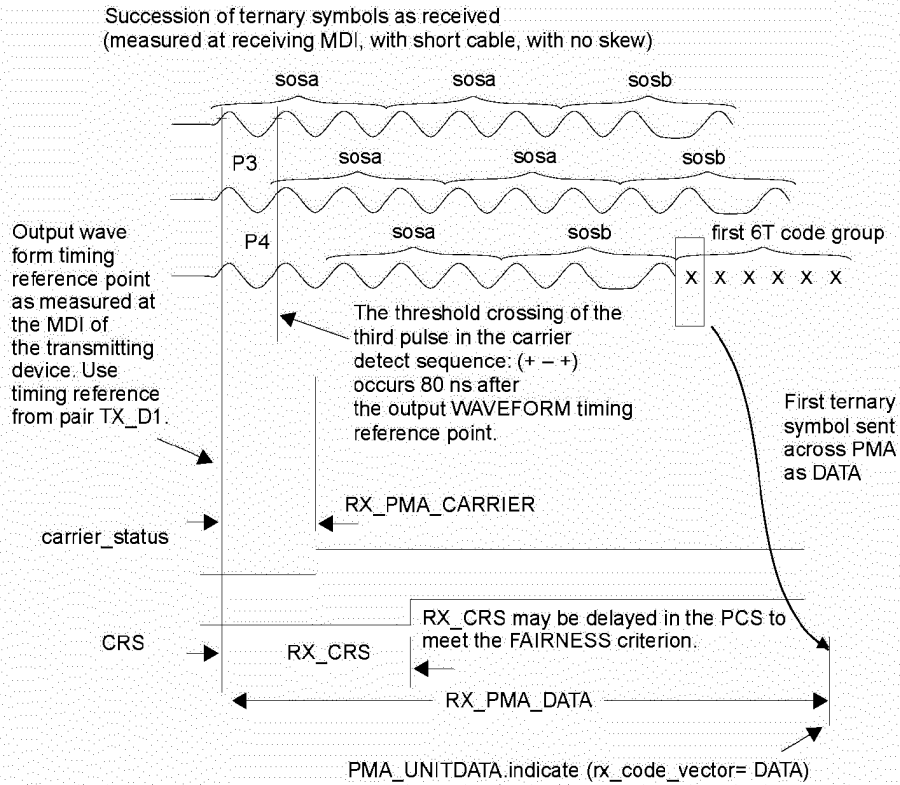 Succession of ternary symbols as received
(measured at receiving MDI, with short cable, with no skew)
sosa
sosa
sosb
P3
sosa
sosa
sosb
P4
sosa
sosb
first 6T code group
X X X X X X
Output wave
form timing
reference point
as measured at
the MDI of
the transmitting
device. Use
timing reference
from pair TX_D1.
The threshold crossing of the
third pulse in the carrier
detect sequence: (+ – +)
occurs 80 ns after
the output WAVEFORM timing
reference point.
First ternary
symbol sent
across PMA
as DATA
RX_PMA_CARRIER
carrier_status
RX_CRS may be delayed in the PCS to
meet the FAIRNESS criterion.
CRS
RX_CRS
RX_PMA_DATA
PMA_UNITDATA.indicate (rx_code_vector= DATA)